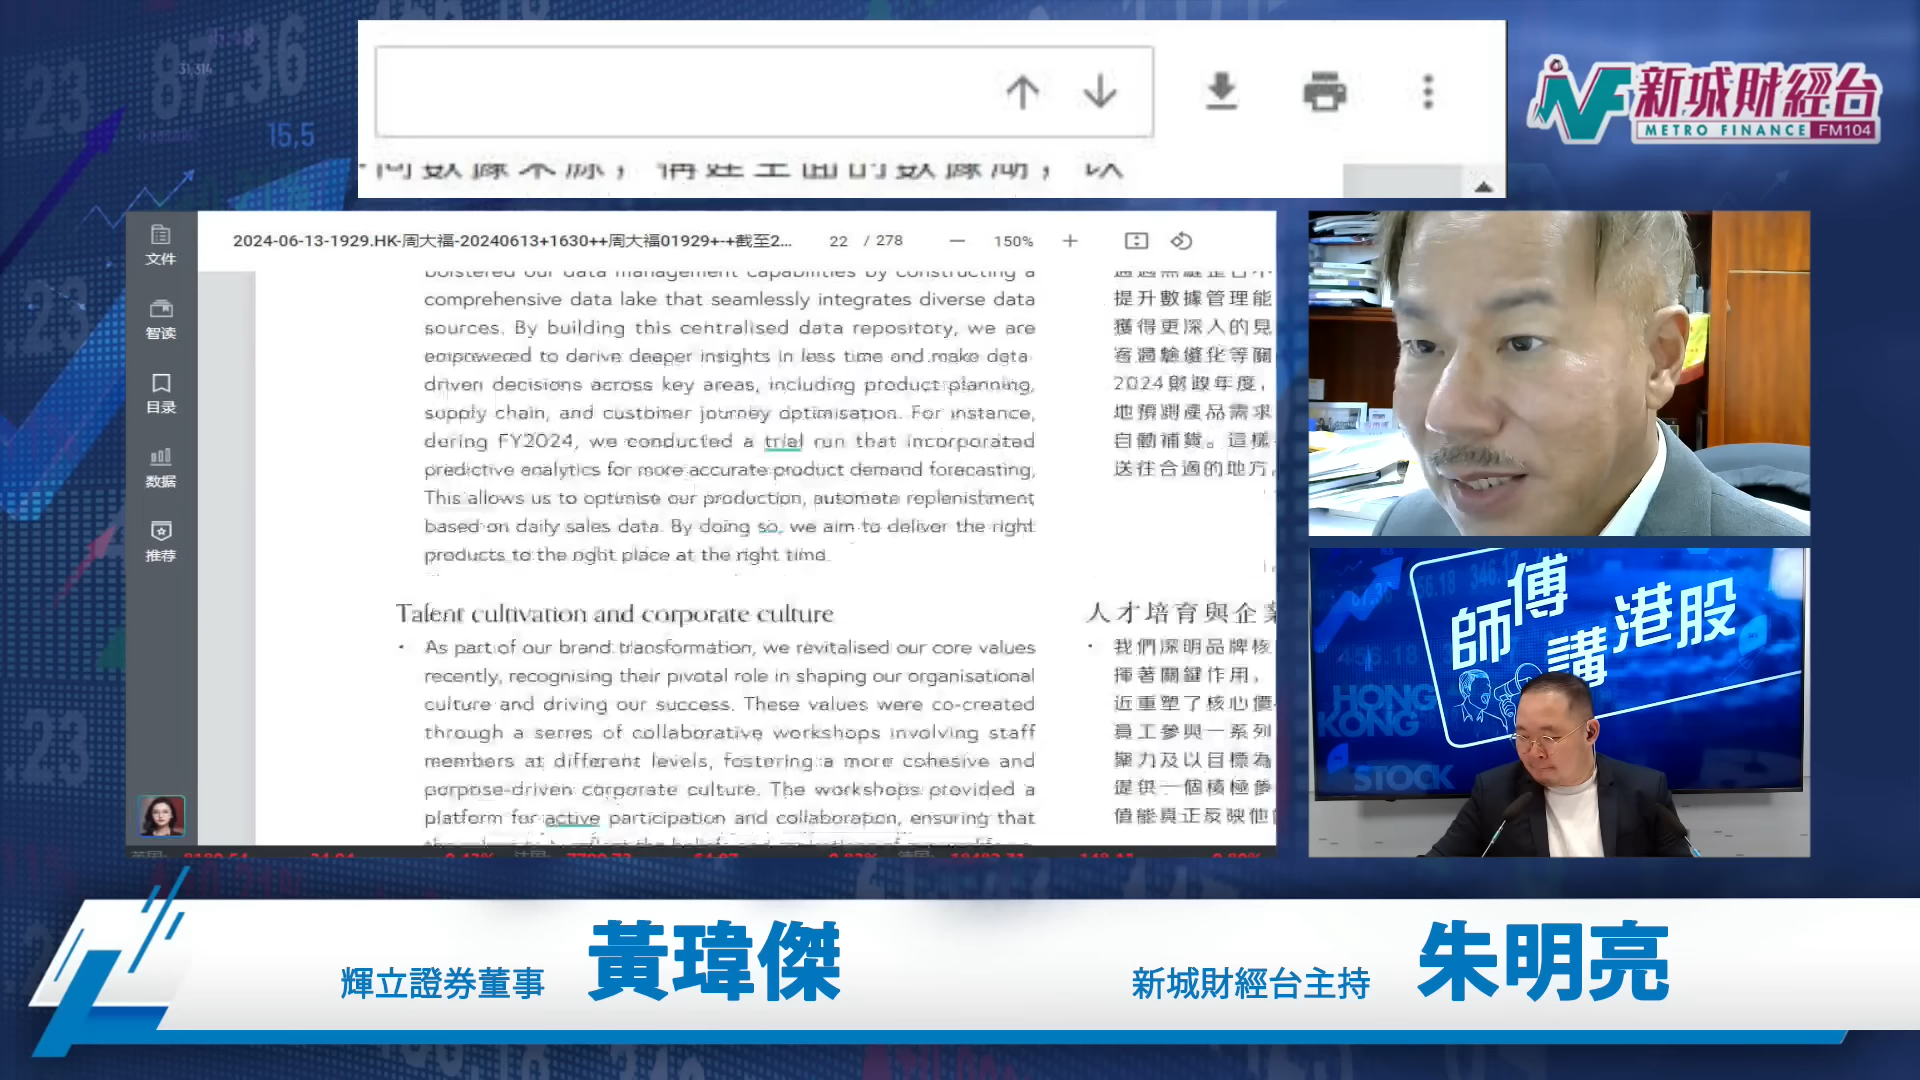 新城財經台
METRO FINANCE FM104
文件
智读
目录
数据
推荐
2024-06-13-1929.HK-周大福-20240613+1630++周大福01929+-+截至2...
22 / 278
150%
bolstered our data management capabilities by constructing a
comprehensive data lake that seamlessly integrates diverse data
sources. By building this centralised data repository, we are
empowered to derive deeper insights in less time and make data-
driven decisions across key areas, including product planning,
supply chain, and customer journey optimisation. For instance,
during FY2024, we conducted a trial run that incorporated
predictive analytics for more accurate product demand forecasting,
This allows us to optimise our production, automate replenishment
based on daily sales data. By doing so, we aim to deliver the right
products to the right place at the right time.
Talent cultivation and corporate culture
• As part of our brand transformation, we revitalised our core values
recently, recognising their pivotal role in shaping our organisational
culture and driving our success. These values were co-created
through a series of collaborative workshops involving staff
members at different levels, fostering a more cohesive and
purpose-driven corporate culture. The workshops provided a
platform for active participation and collaboration, ensuring that
提升數據管理能
獲得更深入的見
客體驗優化等關
2024財政年度,
地預測產品需求
自動補貨。這樣
送往合適的地方,
人才培育與企業
• 我們深明品牌核
揮著關鍵作用,
近重塑了核心價
員工參與一系列
聚力及以目標為
提供一個積極參
值能真正反映他
師傅講港股
HONG
KONG
STOCK
輝立證券董事 黃瑋傑
新城財經台主持 朱明亮